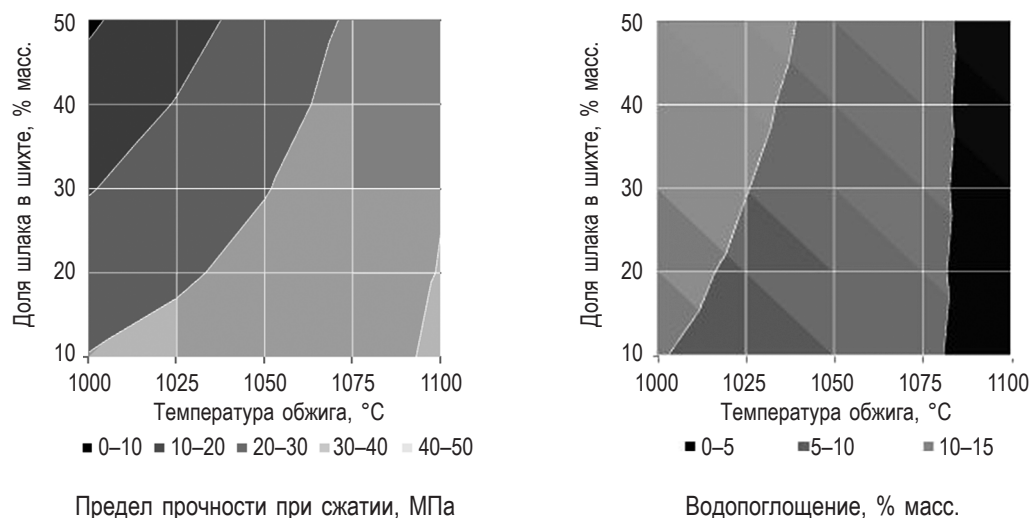 50
40
30
20
10
Доля шлака в шихте, % масс.
1000 1025 1050 1075 1100
Температура обжига, °С
0–10 10–20 20–30 30–40 40–50
Предел прочности при сжатии, МПа
50
40
30
20
10
Доля шлака в шихте, % масс.
1000 1025 1050 1075 1100
Температура обжига, °С
0–5 5–10 10–15
Водопоглощение, % масс.